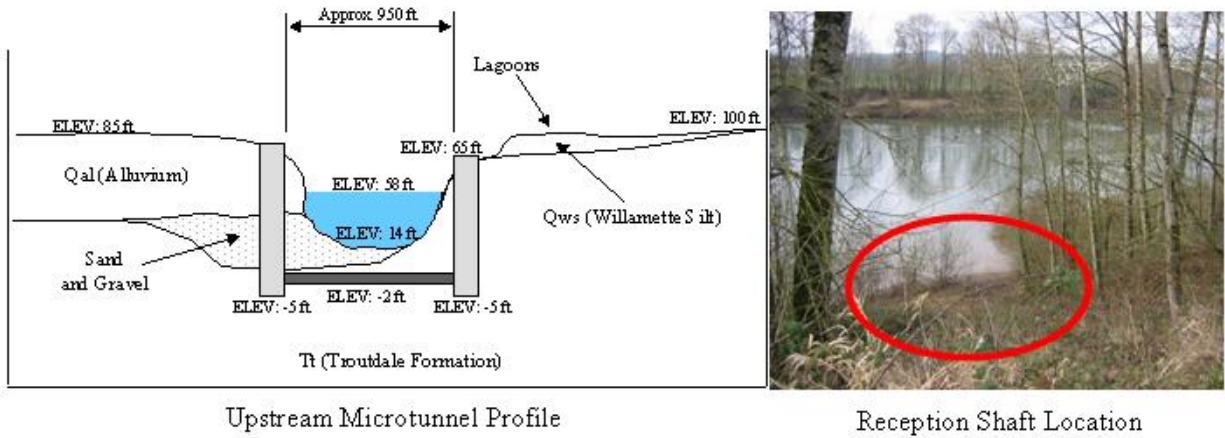 Approx 950 ft
Lagoons
ELEV: 85 ft
ELEV: 100 ft
ELEV: 65 ft
Qal (Alluvium)
ELEV: 58 ft
Qws (Willamette Silt)
ELEV: 14 ft
Sand
and Gravel
ELEV: -5 ft
ELEV: -2 ft
ELEV: -5 ft
Tt (Troutdale Formation)
Upstream Microtunnel Profile
Reception Shaft Location